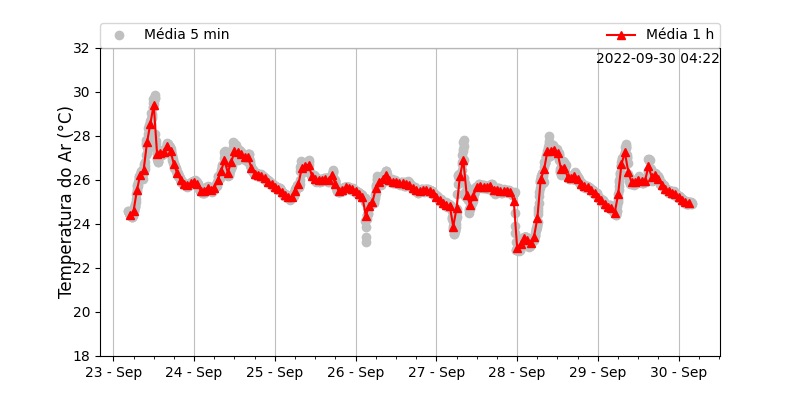 Média 5 min
Média 1 h
2022-09-30 04:22
Temperatura do Ar (°C)
32
30
28
26
24
22
20
18
23 - Sep
24 - Sep
25 - Sep
26 - Sep
27 - Sep
28 - Sep
29 - Sep
30 - Sep